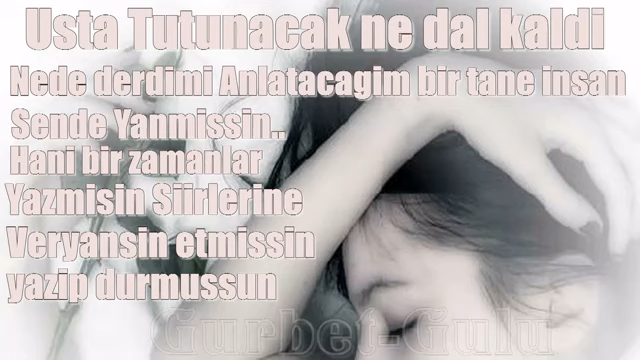 Usta Tutunacak ne dal kaldi
Nede derdimi Anlatacagim bir tane insan
Sende Yanmissin..
Hani bir zamanlar
Yazmisin Siirlerine
Veryansin etmissin
yazip durmussun
Gurbet-Gulu